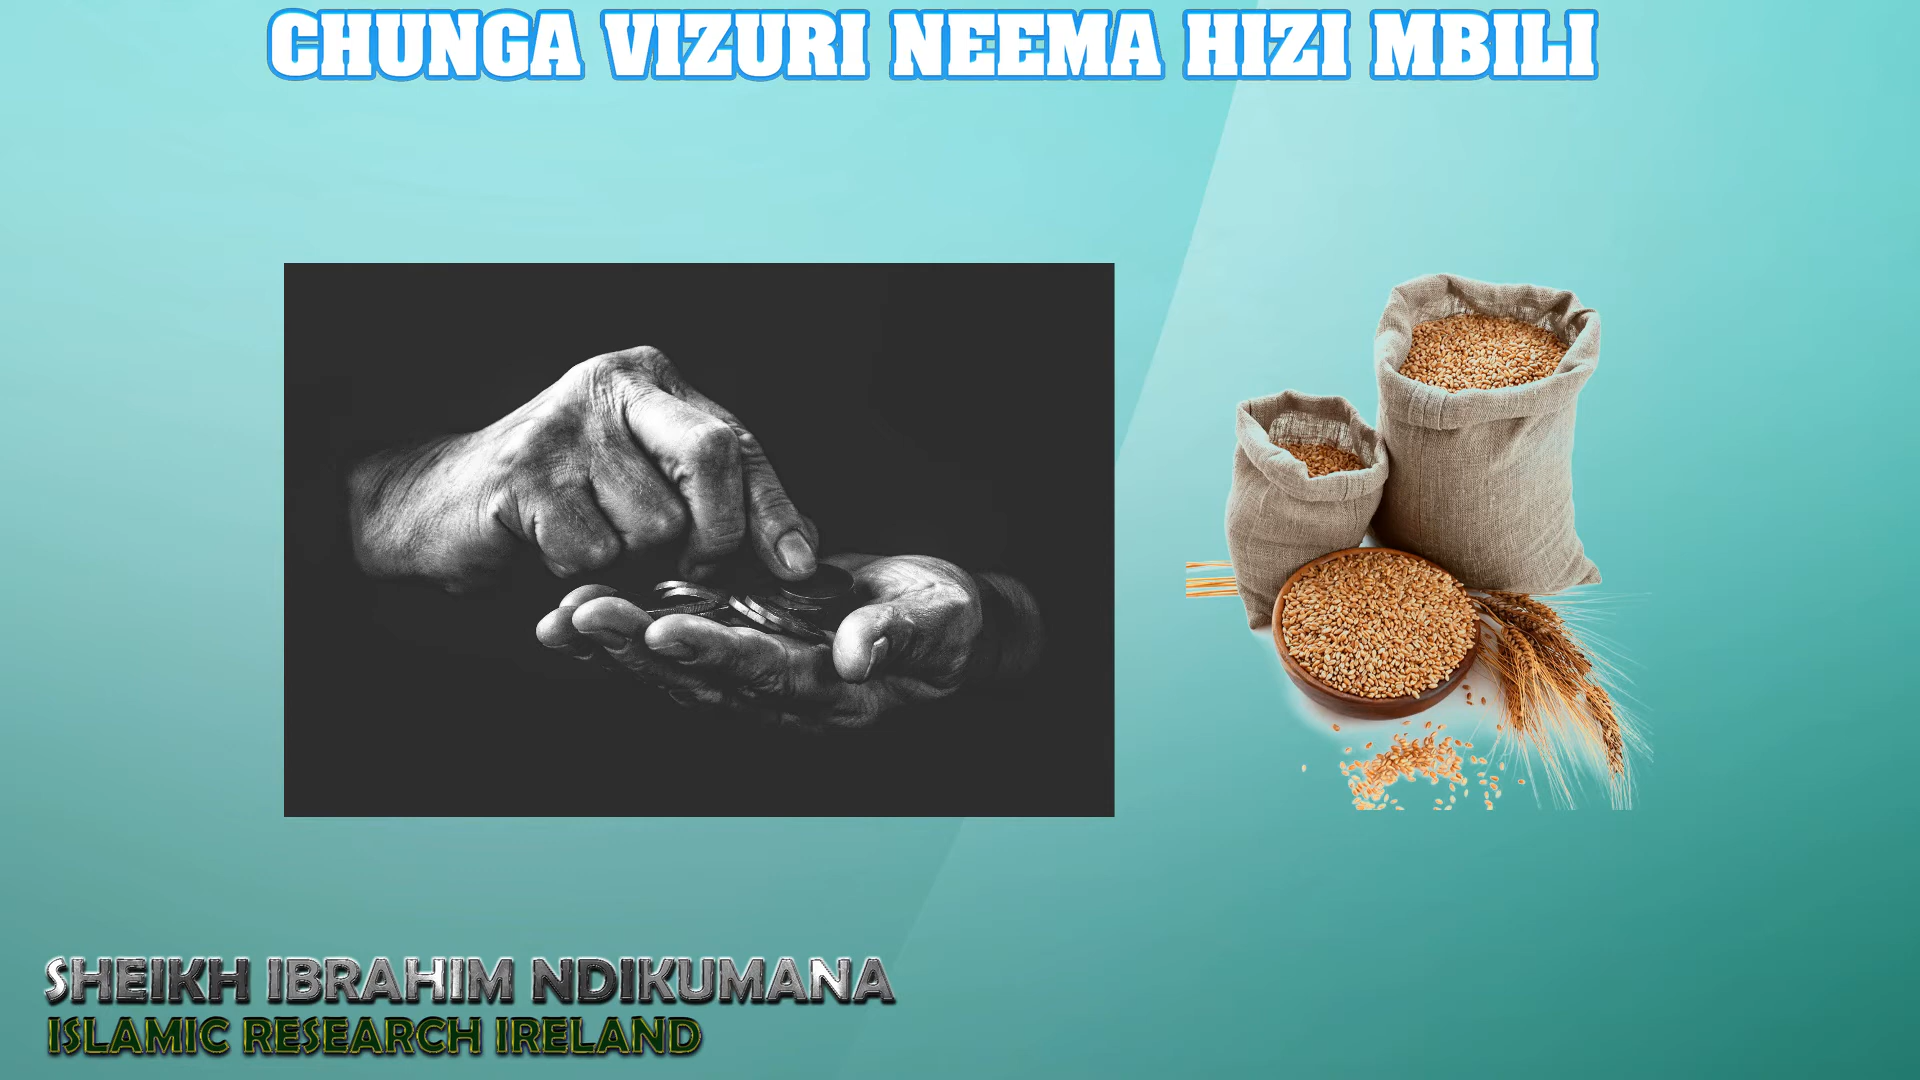 CHUNGA VIZURI NEEMA HIZI MBILI
SHEIKH IBRAHIM NDIKUMANA
ISLAMIC RESEARCH IRELAND